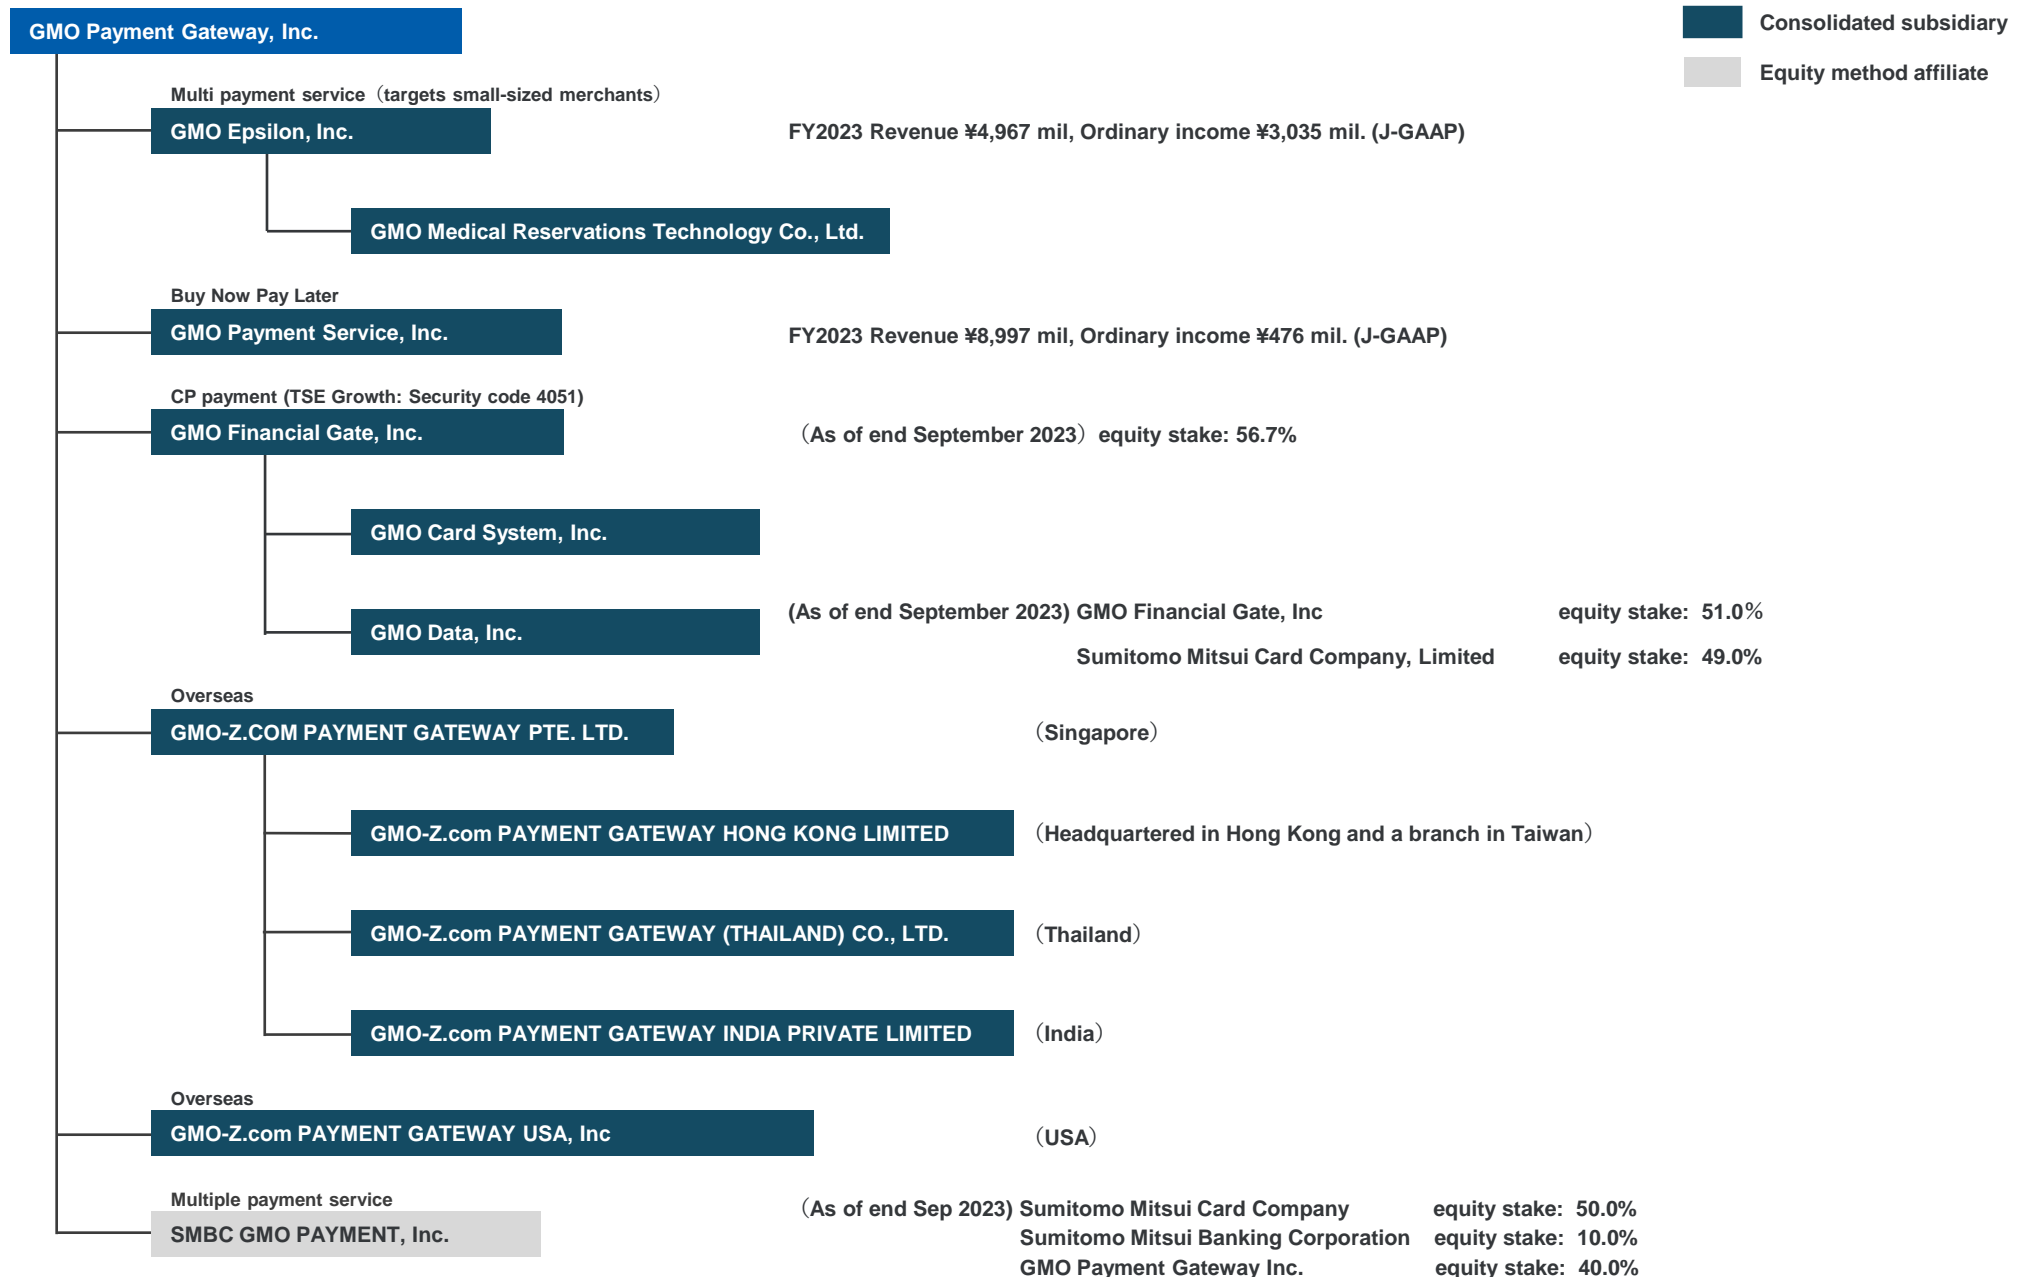 GMO Payment Gateway, Inc.
Consolidated subsidiary
Equity method affiliate
Multi payment service（targets small-sized merchants）
GMO Epsilon, Inc.
FY2023 Revenue ¥4,967 mil, Ordinary income ¥3,035 mil. (J-GAAP)
GMO Medical Reservations Technology Co., Ltd.
Buy Now Pay Later
GMO Payment Service, Inc.
FY2023 Revenue ¥8,997 mil, Ordinary income ¥476 mil. (J-GAAP)
CP payment (TSE Growth: Security code 4051)
GMO Financial Gate, Inc.
（As of end September 2023）equity stake: 56.7%
GMO Card System, Inc.
GMO Data, Inc.
(As of end September 2023) GMO Financial Gate, Inc equity stake: 51.0％
Sumitomo Mitsui Card Company, Limited equity stake: 49.0%
Overseas
GMO-Z.COM PAYMENT GATEWAY PTE. LTD.
（Singapore）
GMO-Z.com PAYMENT GATEWAY HONG KONG LIMITED
（Headquartered in Hong Kong and a branch in Taiwan）
GMO-Z.com PAYMENT GATEWAY (THAILAND) CO., LTD.
（Thailand）
GMO-Z.com PAYMENT GATEWAY INDIA PRIVATE LIMITED
（India）
Overseas
GMO-Z.com PAYMENT GATEWAY USA, Inc
（USA）
Multiple payment service
SMBC GMO PAYMENT, Inc.
（As of end Sep 2023) Sumitomo Mitsui Card Company equity stake: 50.0%
Sumitomo Mitsui Banking Corporation equity stake: 10.0%
GMO Payment Gateway Inc. equity stake: 40.0%